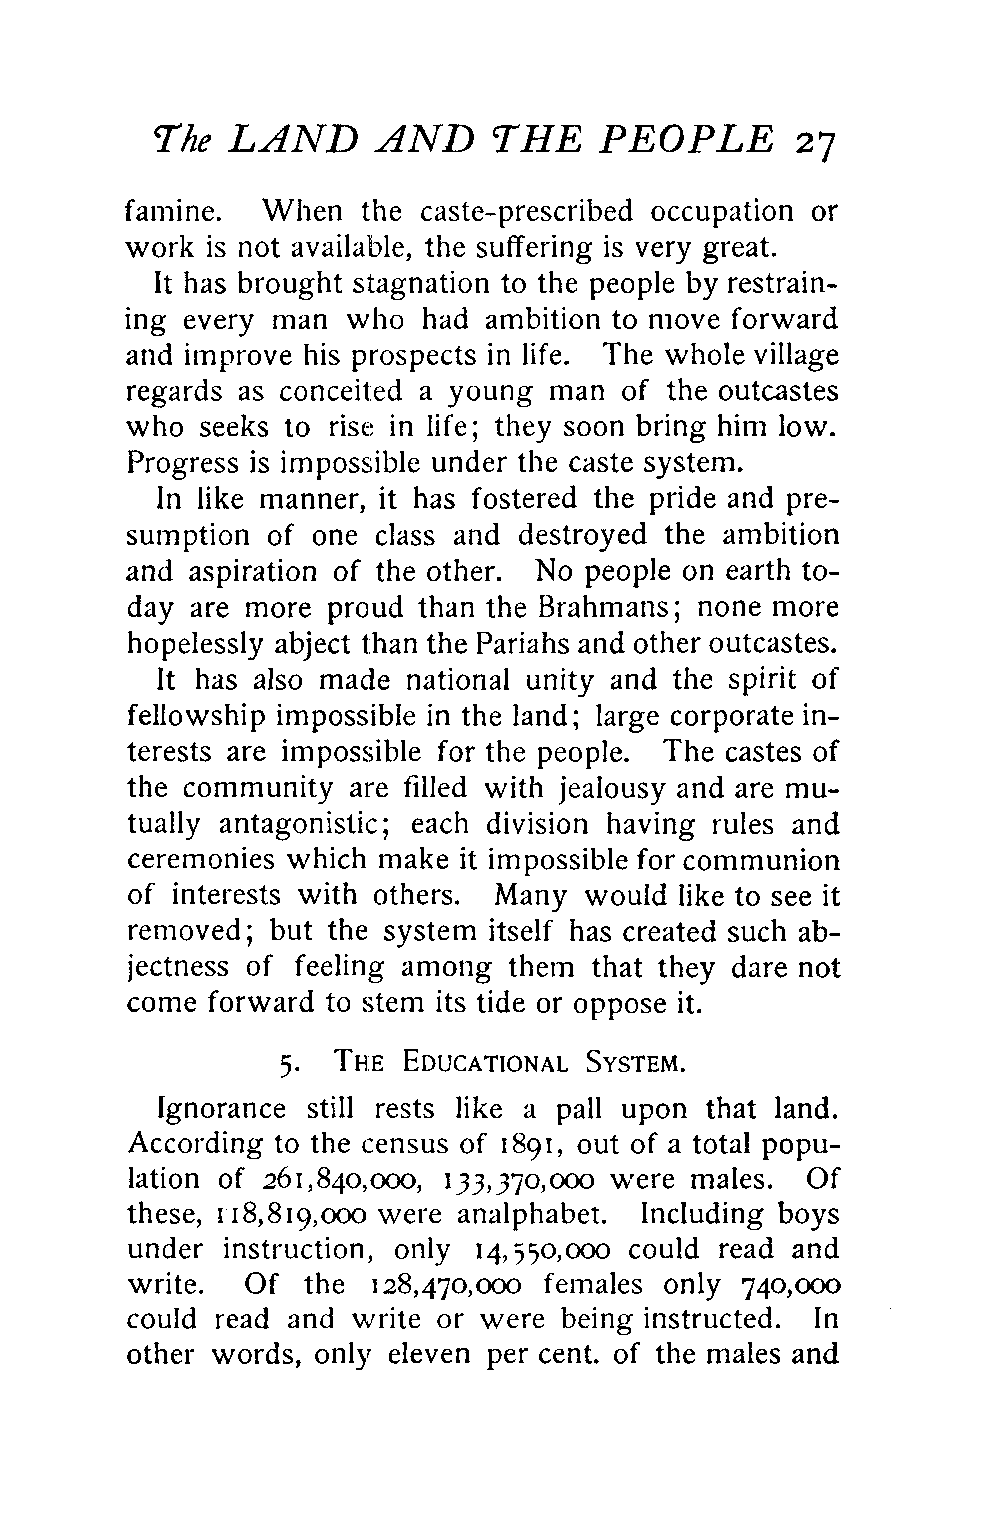 The LAND AND THE PEOPLE 27
famine. When the caste-prescribed occupation or
work is not available, the suffering is very great.
It has brought stagnation to the people by restrain-
ing every man who had ambition to move forward
and improve his prospects in life. The whole village
regards as conceited a young man of the outcastes
who seeks to rise in life; they soon bring him low.
Progress is impossible under the caste system.
In like manner, it has fostered the pride and pre-
sumption of one class and destroyed the ambition
and aspiration of the other. No people on earth to-
day are more proud than the Brahmans; none more
hopelessly abject than the Pariahs and other outcastes.
It has also made national unity and the spirit of
fellowship impossible in the land; large corporate in-
terests are impossible for the people. The castes of
the community are filled with jealousy and are mu-
tually antagonistic; each division having rules and
ceremonies which make it impossible for communion
of interests with others. Many would like to see it
removed; but the system itself has created such ab-
jectness of feeling among them that they dare not
come forward to stem its tide or oppose it.
5. THE EDUCATIONAL SYSTEM.
Ignorance still rests like a pall upon that land.
According to the census of 1891, out of a total popu-
lation of 261,840,000, 133,370,000 were males. Of
these, 118,819,000 were analphabet. Including boys
under instruction, only 14,550,000 could read and
write. Of the 128,470,000 females only 740,000
could read and write or were being instructed. In
other words, only eleven per cent. of the males and